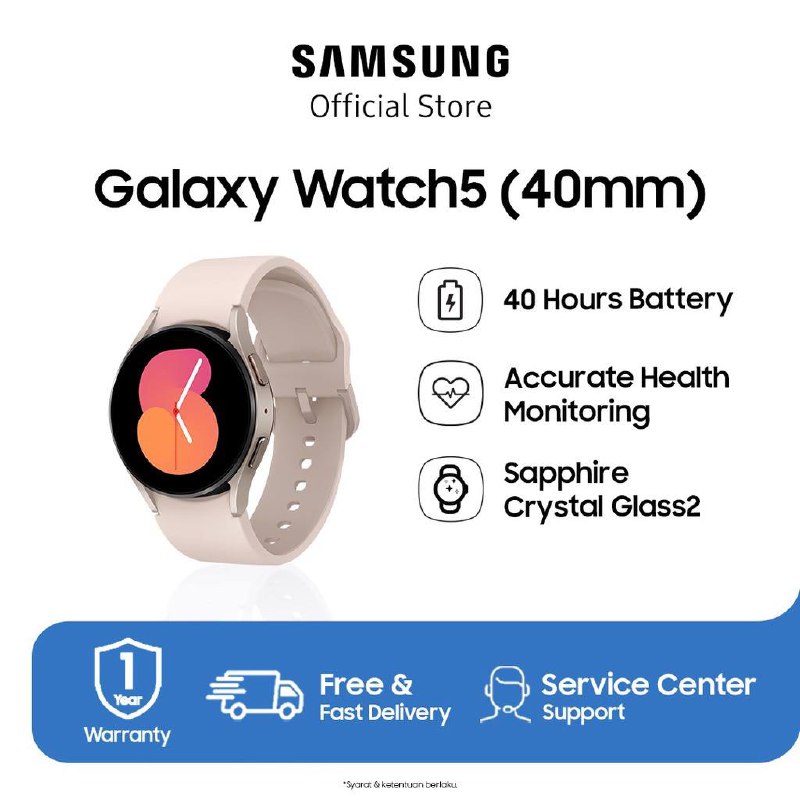 SAMSUNG
Official Store
Galaxy Watch5 (40mm)
40 Hours Battery
Accurate Health
Monitoring
Sapphire
Crystal Glass2
1
Year
Warranty
Free &
Fast Delivery
Service Center
Support
*Syarat & ketentuan berlaku.